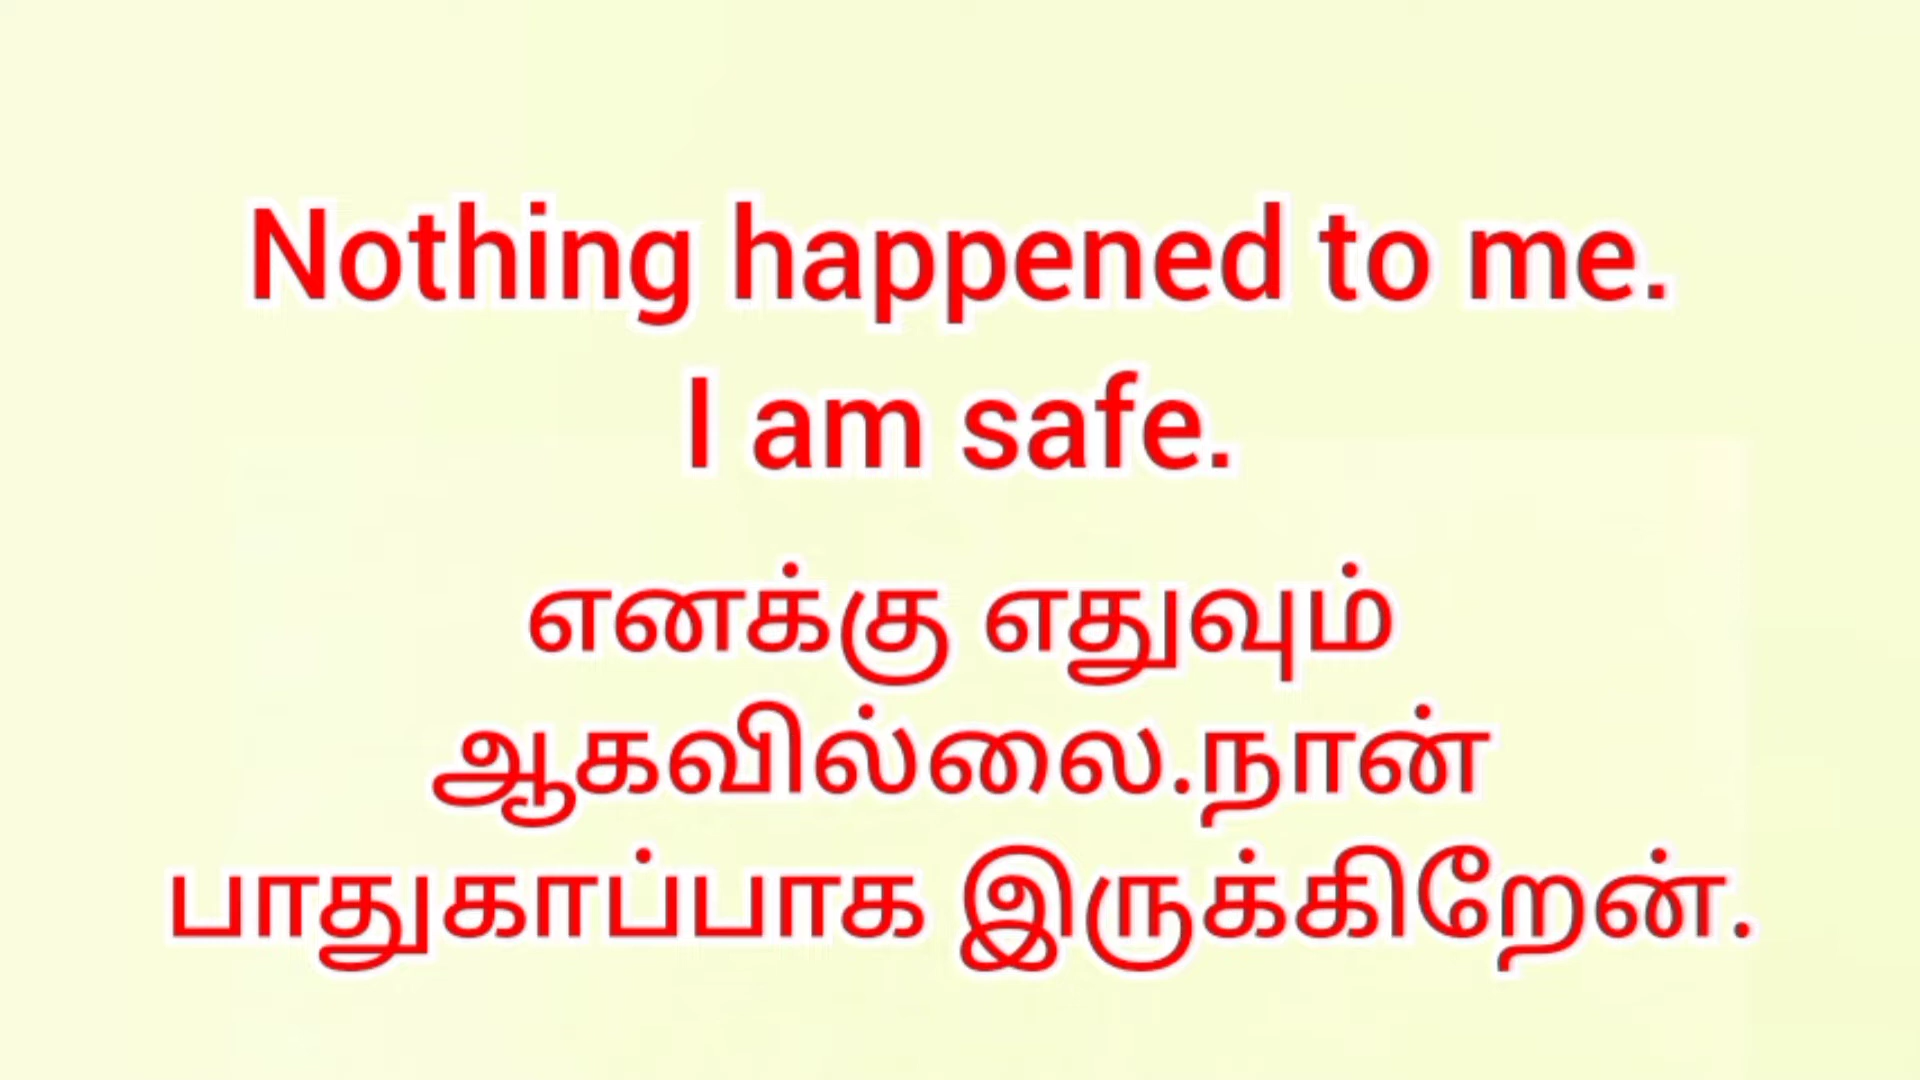 Nothing happened to me.
I am safe.
எனக்கு எதுவும்
ஆகவில்லை.நான்
பாதுகாப்பாக இருக்கிறேன்.